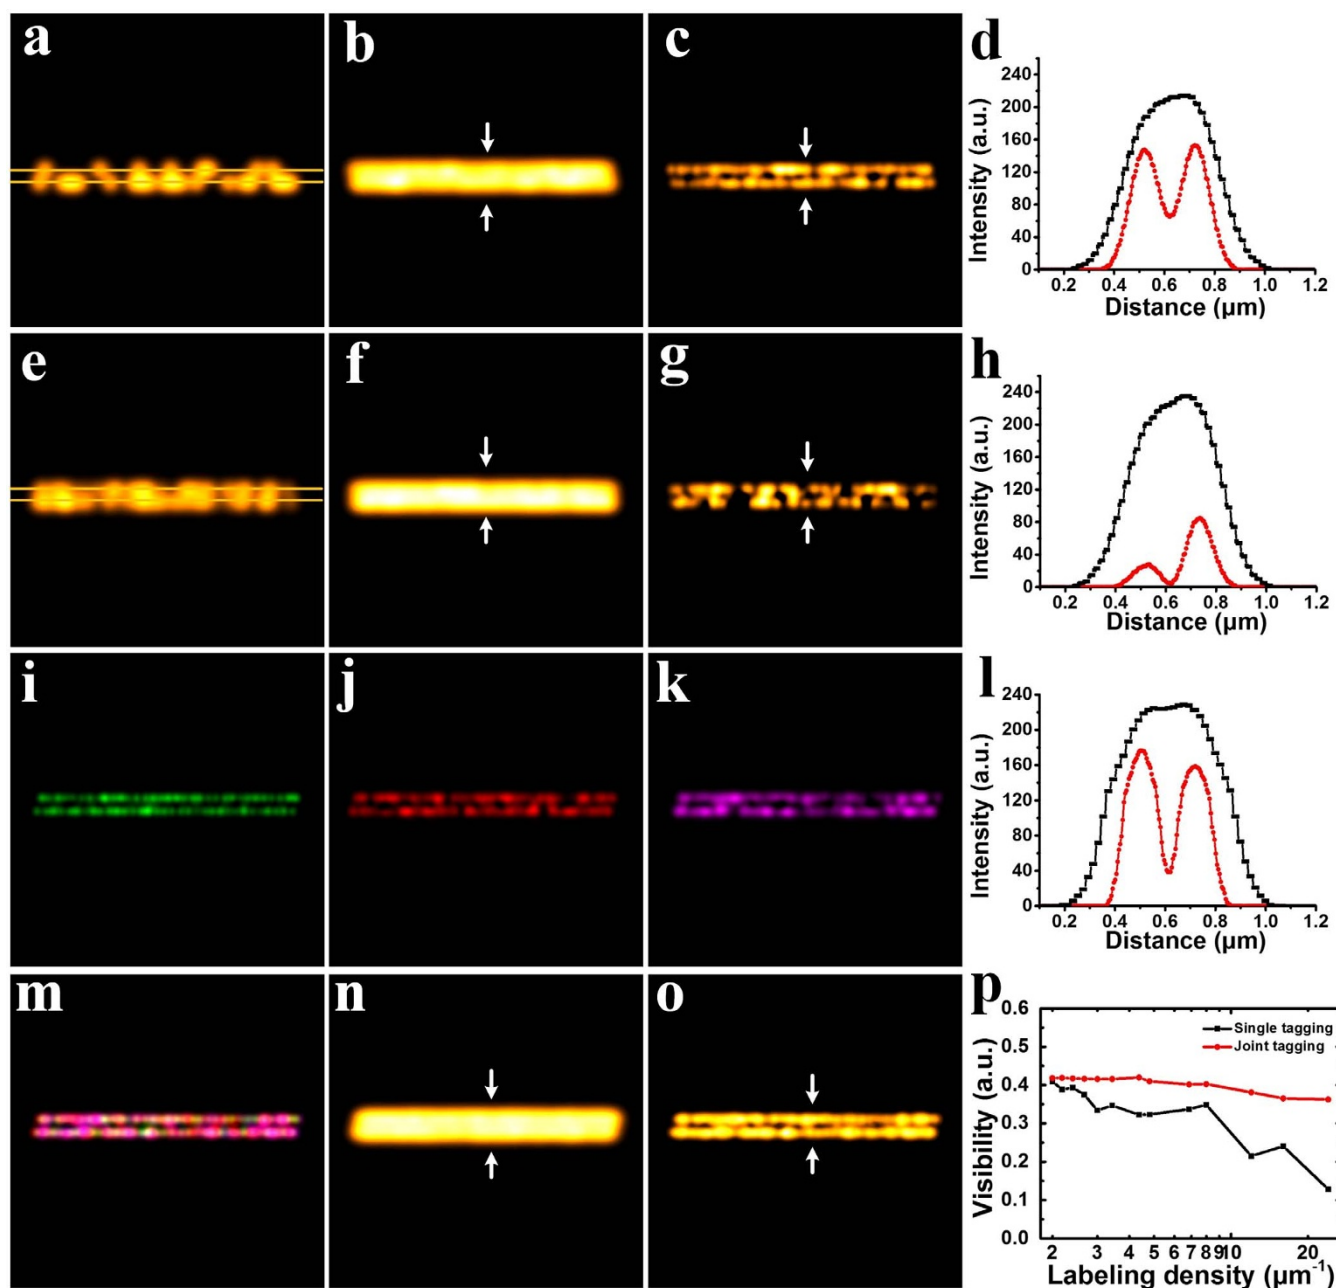 a
b
c
d
240
200
160
120
80
40
0
Intensity (a.u.)
0.2 0.4 0.6 0.8 1.0 1.2
Distance (µm)
e
f
g
h
240
200
160
120
80
40
0
Intensity (a.u.)
0.2 0.4 0.6 0.8 1.0 1.2
Distance (µm)
i
j
k
l
240
200
160
120
80
40
0
Intensity (a.u.)
0.2 0.4 0.6 0.8 1.0 1.2
Distance (µm)
m
n
o
p
0.6
0.5
0.4
0.3
0.2
0.1
0.0
Visibility (a.u.)
Single tagging
Joint tagging
2 3 4 5 6 7 8 9 10 20
Labeling density (µm⁻¹)